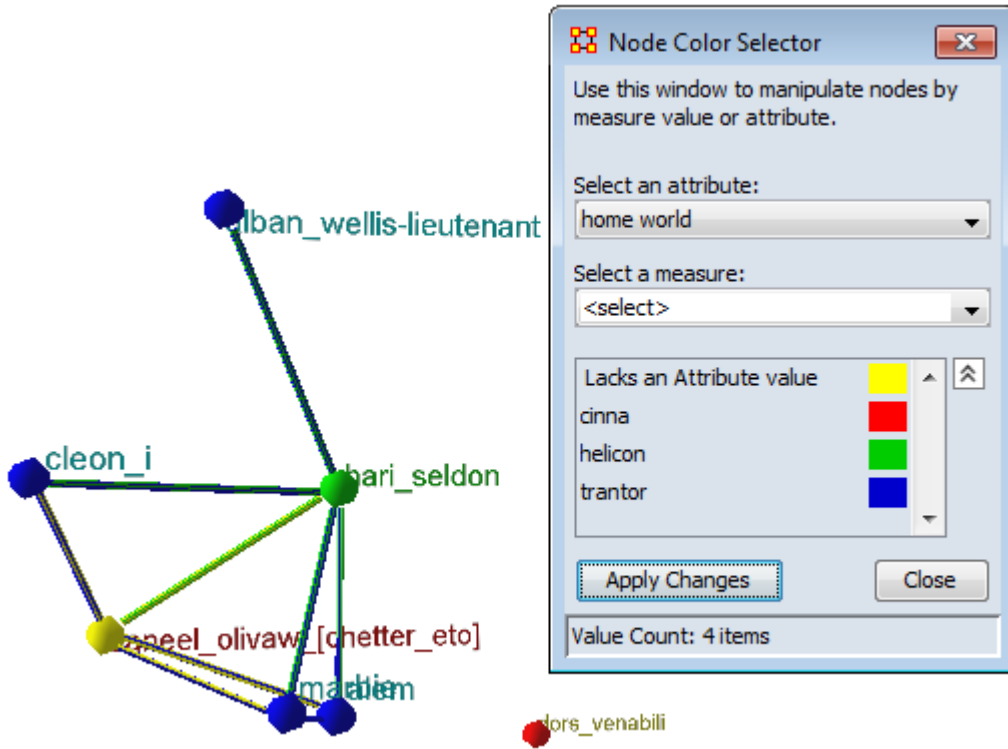 Node Color Selector
Use this window to manipulate nodes by
measure value or attribute.
Select an attribute:
home world
Select a measure:
<select>
Lacks an Attribute value
cinna
helicon
trantor
Apply Changes
Close
Value Count: 4 items
alban_wellis-lieutenant
cleon_i
hari_seldon
olivaw_[chetter_eto]
dors_venabili